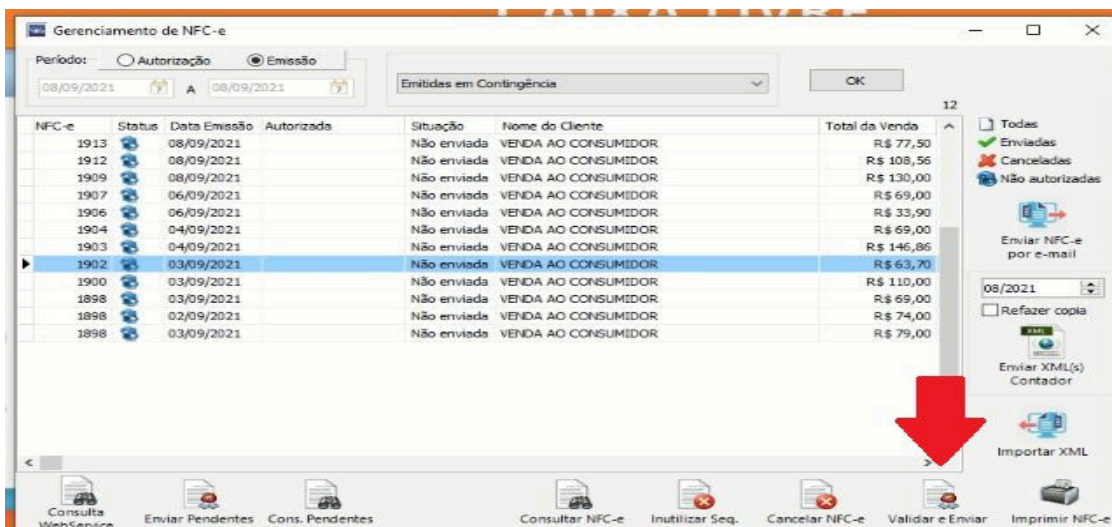 CAIXA LIVRE
Gerenciamento de NFC-e
Período: Autorização Emissão
08/09/2021 A 08/09/2021 Emitidas em Contingência OK
12
NFC-e Status Data Emissão Autorizada Situação Nome do Cliente Total da Venda
1913 08/09/2021 Não enviada VENDA AO CONSUMIDOR R$ 77,50
1912 08/09/2021 Não enviada VENDA AO CONSUMIDOR R$ 108,56
1909 08/09/2021 Não enviada VENDA AO CONSUMIDOR R$ 130,00
1907 06/09/2021 Não enviada VENDA AO CONSUMIDOR R$ 69,00
1906 06/09/2021 Não enviada VENDA AO CONSUMIDOR R$ 33,90
1904 04/09/2021 Não enviada VENDA AO CONSUMIDOR R$ 69,00
1903 04/09/2021 Não enviada VENDA AO CONSUMIDOR R$ 146,86
1902 03/09/2021 Não enviada VENDA AO CONSUMIDOR R$ 63,70
1900 03/09/2021 Não enviada VENDA AO CONSUMIDOR R$ 110,00
1898 03/09/2021 Não enviada VENDA AO CONSUMIDOR R$ 69,00
1898 02/09/2021 Não enviada VENDA AO CONSUMIDOR R$ 74,00
1898 03/09/2021 Não enviada VENDA AO CONSUMIDOR R$ 79,00
Todas
Enviadas
Canceladas
Não autorizadas
Enviar NFC-e
por e-mail
08/2021
Refazer copia
XML
Enviar XML(s)
Contador
Importar XML
Consulta
WebService
Enviar Pendentes
Cons. Pendentes
Consultar NFC-e
Inutilizar Seq.
Cancelar NFC-e
Validar e Enviar
Imprimir NFC-e